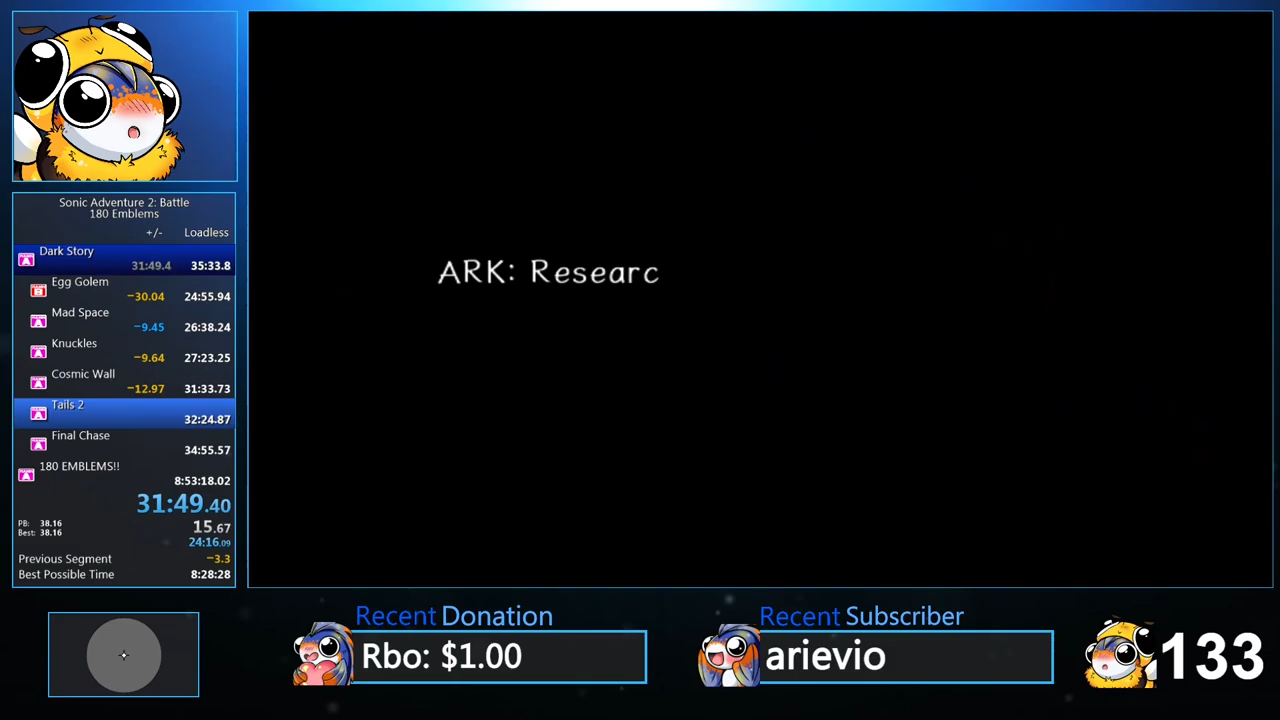 Sonic Adventure 2: Battle
180 Emblems
+/- Loadless
Dark Story
31:49.4 35:33.8
Egg Golem
−30.04 24:55.94
Mad Space
−9.45 26:38.24
Knuckles
−9.64 27:23.25
Cosmic Wall
−12.97 31:33.73
Tails 2
32:24.87
Final Chase
34:55.57
180 EMBLEMS!!
8:53:18.02
31:49.40
PB: 38.16 15.67
Best: 38.16 24:16.09
Previous Segment −3.3
Best Possible Time 8:28:28
ARK: Researc
Recent Donation
Rbo: $1.00
Recent Subscriber
arievio
133